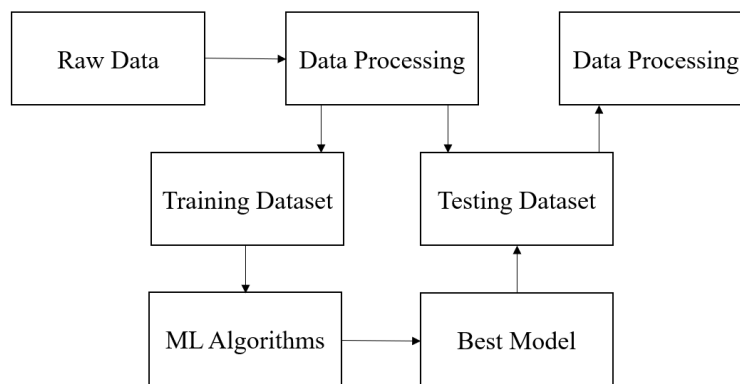 Raw Data
Data Processing
Data Processing
Training Dataset
Testing Dataset
ML Algorithms
Best Model